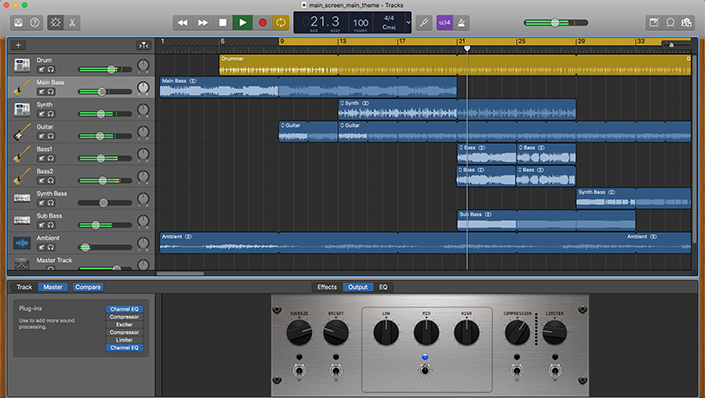 main_screen_main_theme - Tracks
21.3
BAR BEAT
100
TEMPO
4/4
Cmaj
1234
1 5 9 13 17 21 25 29 33
Drum
Drummer
Main Bass
Main Bass
Synth
Synth
Guitar
Guitar
Guitar
Bass1
Bass
Bass
Bass2
Bass
Bass
Synth Bass
Synth Bass
Sub Bass
Sub Bass
Ambient
Ambient
Ambient
Master Track
Track Master Compare
Effects Output EQ
Plug-ins
Use to add more sound
processing.
Channel EQ
Compressor
Exciter
Compressor
Limiter
Channel EQ
SQUEEZE BRIGHT LOW MID HIGH COMPRESSION LIMITER